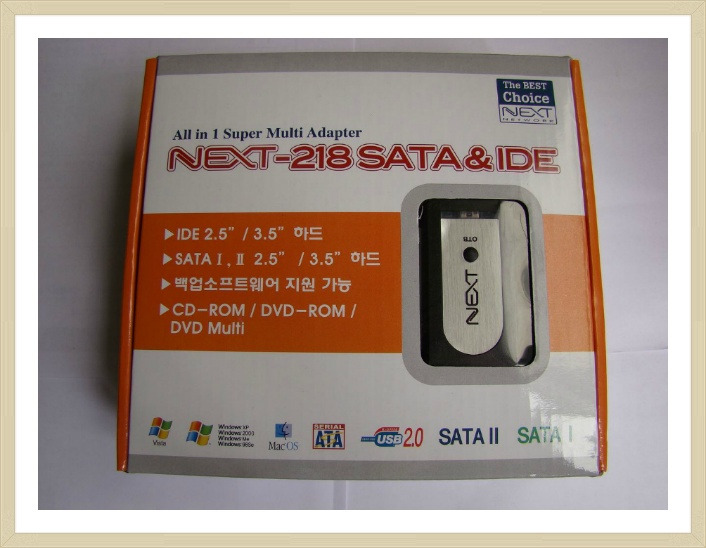 The BEST
Choice
NEXT
NETWORK
All in 1 Super Multi Adapter
NEXT-218 SATA & IDE
▶IDE 2.5" / 3.5" 하드
▶SATA Ⅰ, Ⅱ 2.5" / 3.5" 하드
▶백업소프트웨어 지원 가능
▶CD-ROM / DVD-ROM /
DVD Multi
OTB
NEXT
Vista
Windows XP
Windows 2000
Windows Me
Windows 98Se
Mac OS
SERIAL
ATA
USB 2.0
SATA II
SATA I